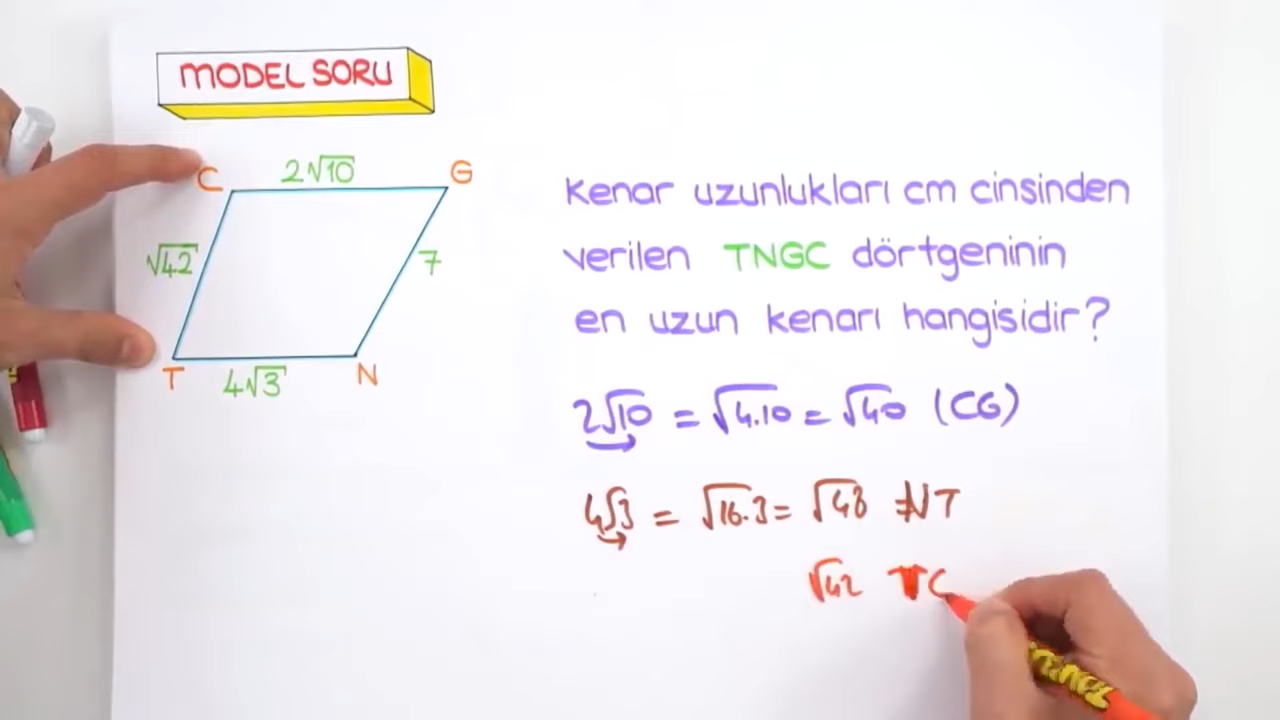 MODEL SORU
C
2√10
G
√42
7
T
4√3
N
Kenar uzunlukları cm cinsinden
verilen TNGC dörtgeninin
en uzun kenarı hangisidir?
2√10 = √4.10 = √40 (CG)
4√3 = √16.3 = √48 NT
√42 TC